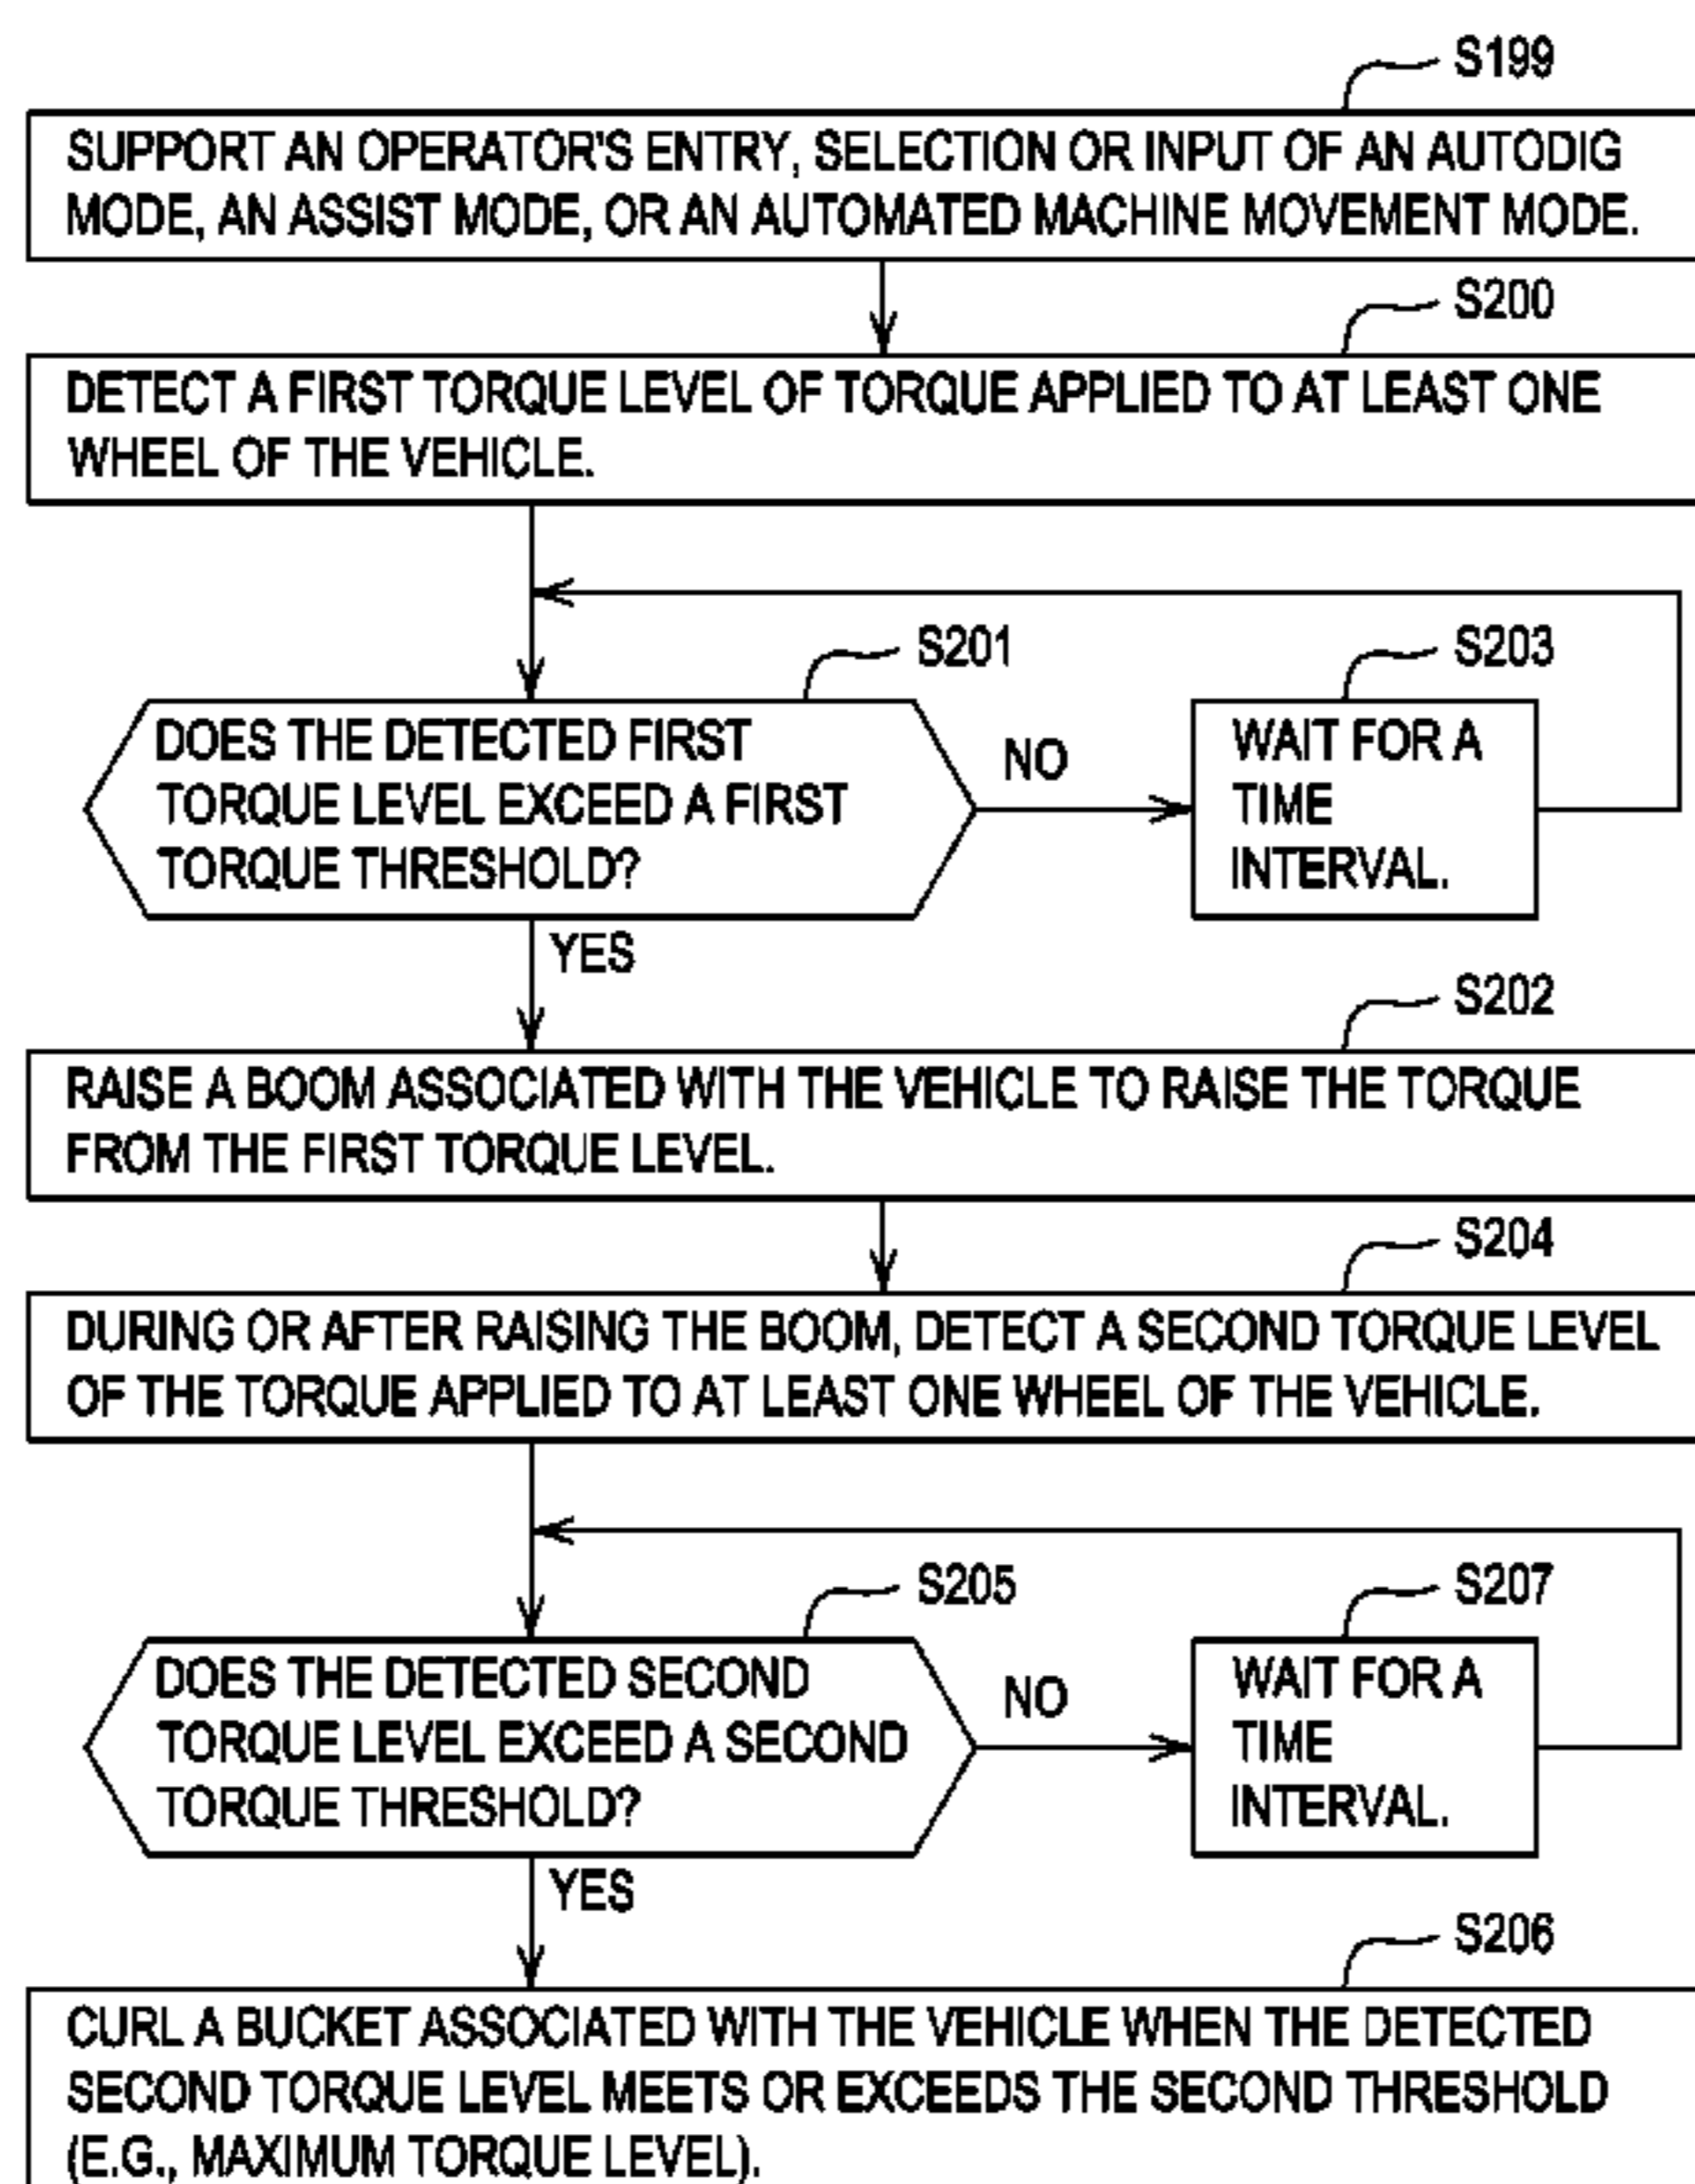 S199
SUPPORT AN OPERATOR'S ENTRY, SELECTION OR INPUT OF AN AUTODIG
MODE, AN ASSIST MODE, OR AN AUTOMATED MACHINE MOVEMENT MODE.
S200
DETECT A FIRST TORQUE LEVEL OF TORQUE APPLIED TO AT LEAST ONE
WHEEL OF THE VEHICLE.
S201
DOES THE DETECTED FIRST
TORQUE LEVEL EXCEED A FIRST
TORQUE THRESHOLD?
NO
S203
WAIT FOR A
TIME
INTERVAL.
YES
S202
RAISE A BOOM ASSOCIATED WITH THE VEHICLE TO RAISE THE TORQUE
FROM THE FIRST TORQUE LEVEL.
S204
DURING OR AFTER RAISING THE BOOM, DETECT A SECOND TORQUE LEVEL
OF THE TORQUE APPLIED TO AT LEAST ONE WHEEL OF THE VEHICLE.
S205
DOES THE DETECTED SECOND
TORQUE LEVEL EXCEED A SECOND
TORQUE THRESHOLD?
NO
S207
WAIT FOR A
TIME
INTERVAL.
YES
S206
CURL A BUCKET ASSOCIATED WITH THE VEHICLE WHEN THE DETECTED
SECOND TORQUE LEVEL MEETS OR EXCEEDS THE SECOND THRESHOLD
(E.G., MAXIMUM TORQUE LEVEL).